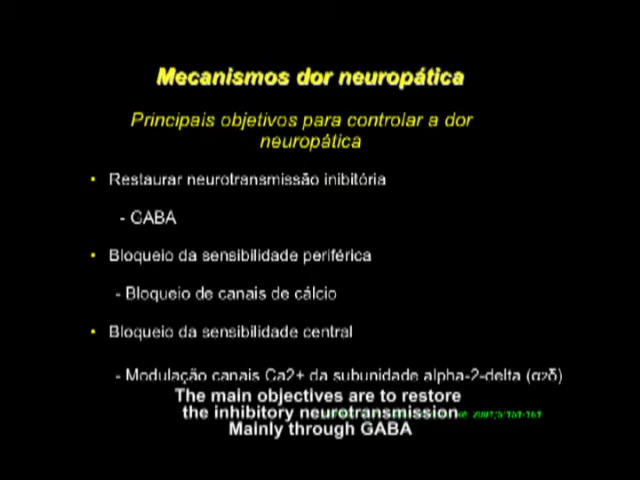 Mecanismos dor neuropática
Principais objetivos para controlar a dor
neuropática
• Restaurar neurotransmissão inibitória
- GABA
• Bloqueio da sensibilidade periférica
- Bloqueio de canais de cálcio
• Bloqueio da sensibilidade central
- Modulação canais Ca2+ da subunidade alpha-2-delta (α2δ)
The main objectives are to restore
the inhibitory neurotransmission
Mainly through GABA